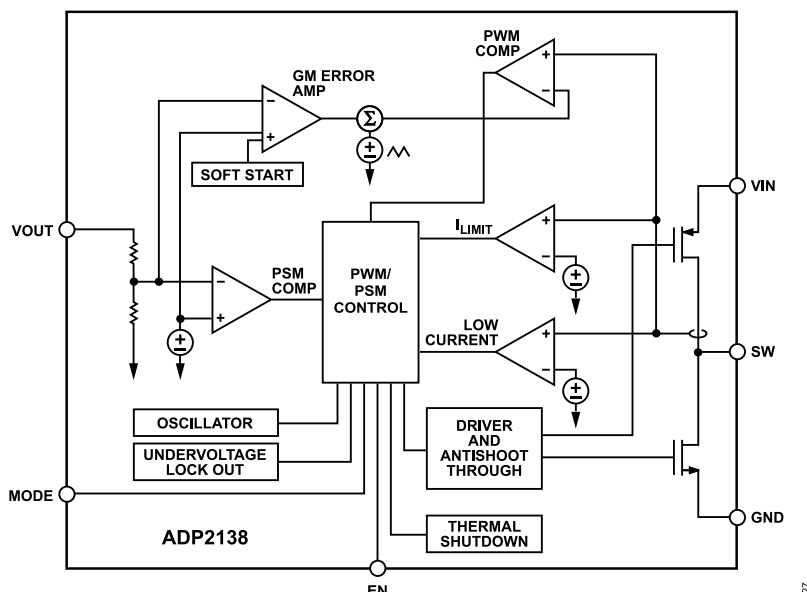 PWM
COMP
GM ERROR
AMP
−
+
Σ
+
−
SOFT START
VIN
VOUT
I LIMIT
PSM
COMP
PWM/
PSM
CONTROL
LOW
CURRENT
SW
OSCILLATOR
UNDERVOLTAGE
LOCK OUT
DRIVER
AND
ANTISHOOT
THROUGH
MODE
GND
ADP2138
THERMAL
SHUTDOWN
EN